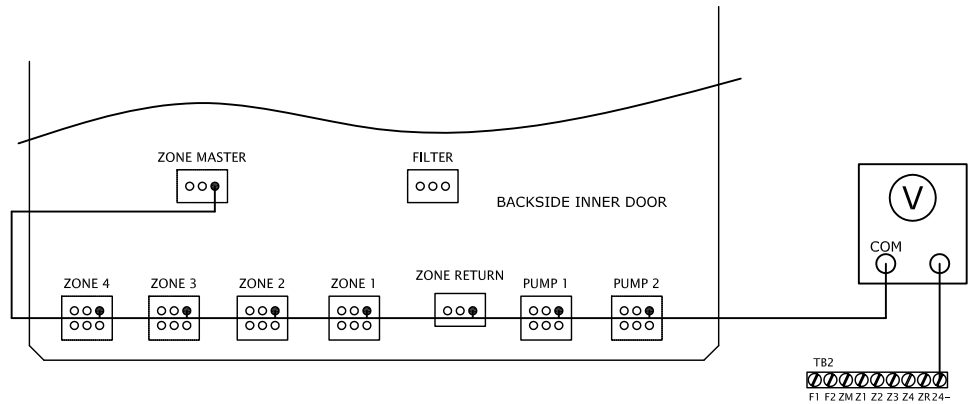 ZONE MASTER
FILTER
BACKSIDE INNER DOOR
V
COM
ZONE 4
ZONE 3
ZONE 2
ZONE 1
ZONE RETURN
PUMP 1
PUMP 2
TB2
F1 F2 ZM Z1 Z2 Z3 Z4 ZR 24-